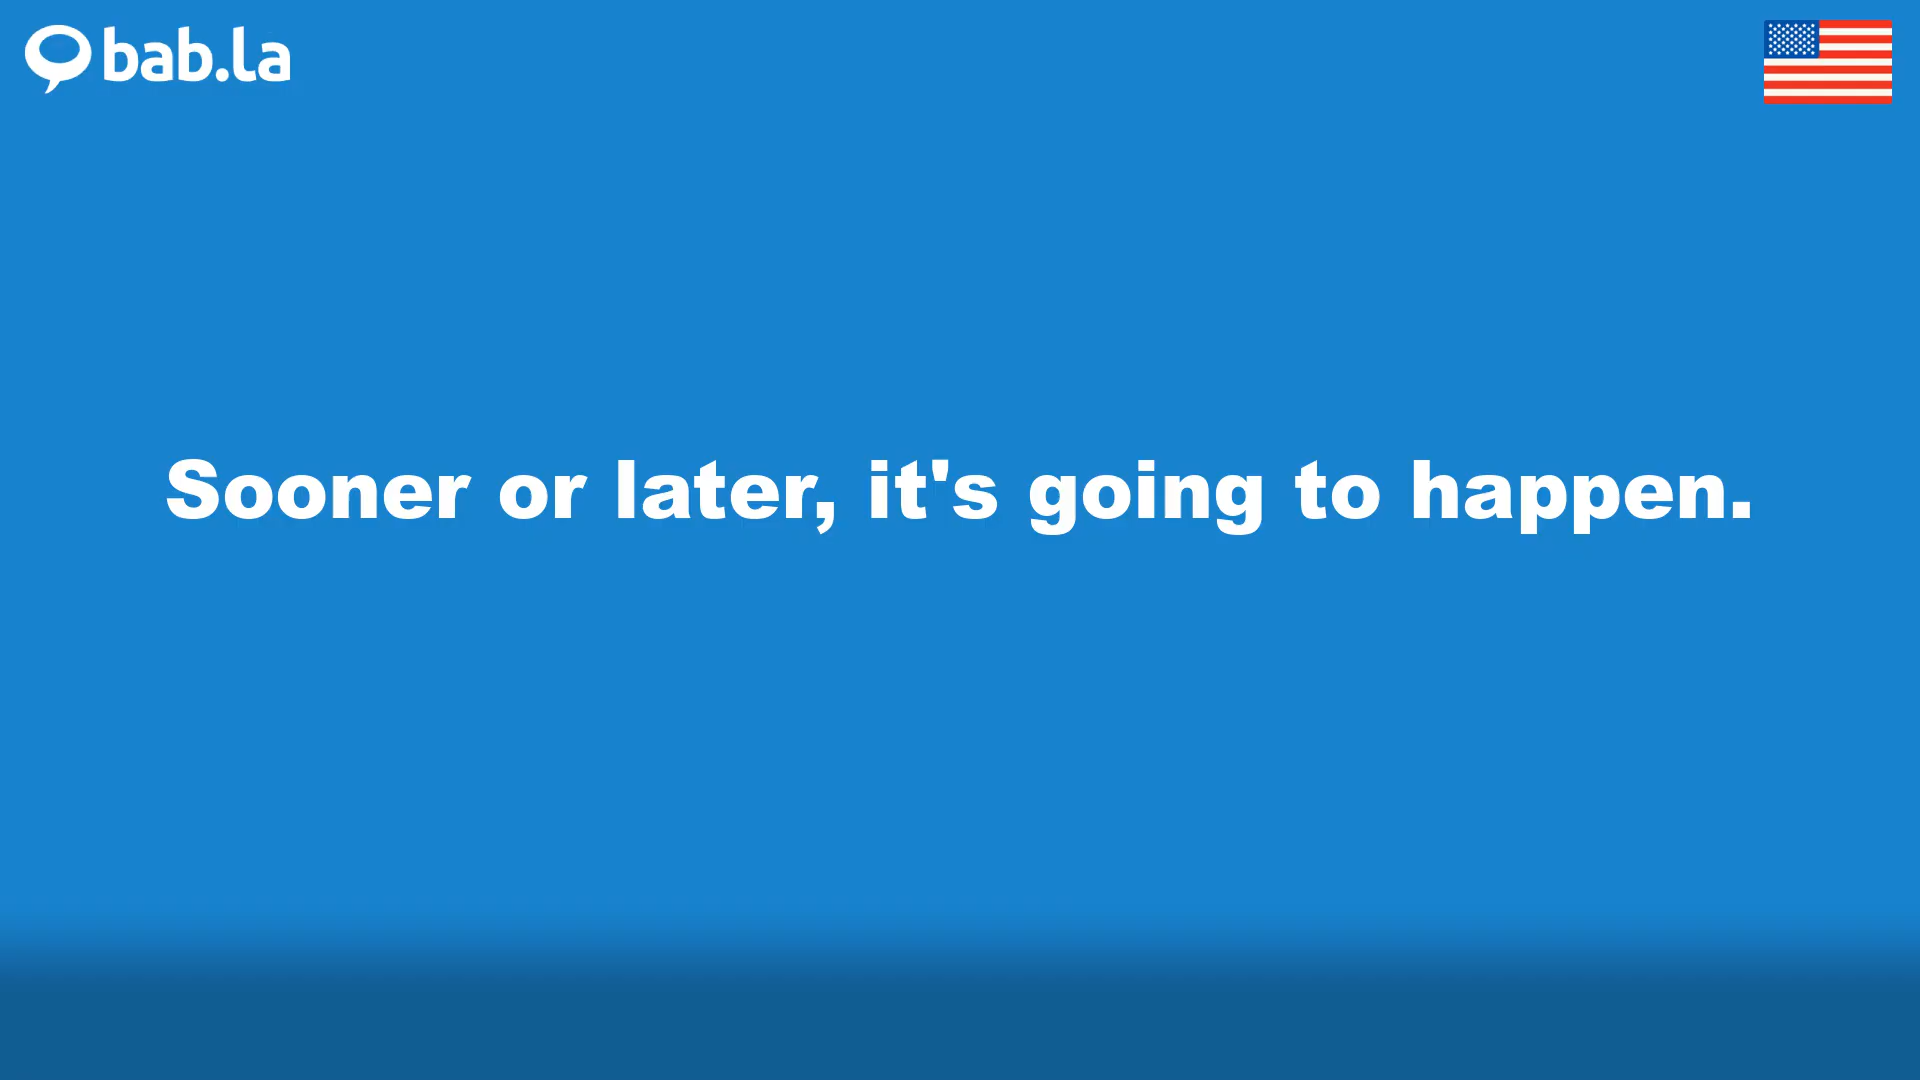 bab.la
Sooner or later, it's going to happen.